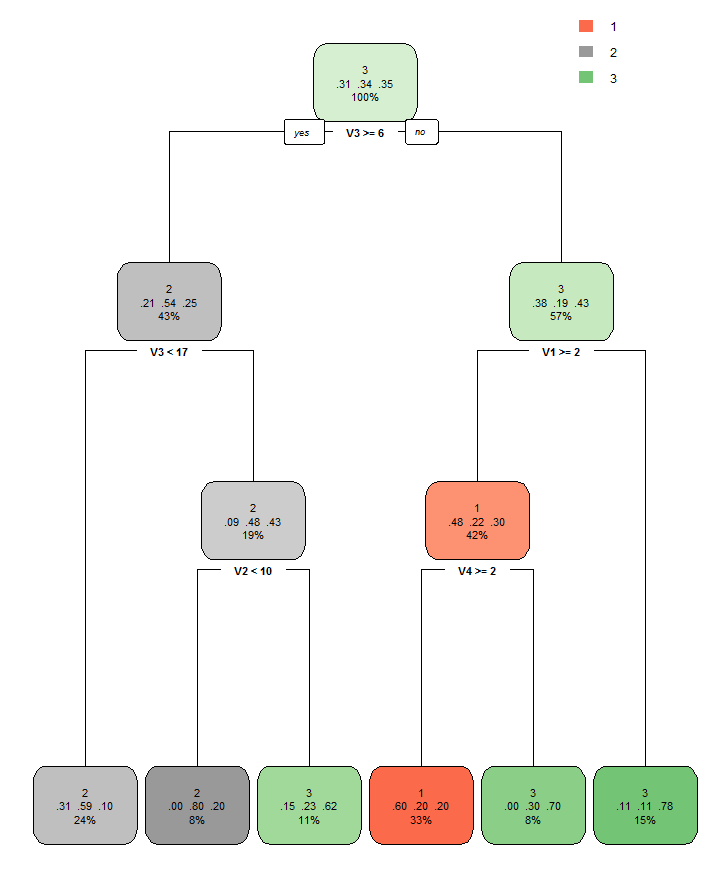 1
2
3
3
.31 .34 .35
100%
yes V3 >= 6 no
2
.21 .54 .25
43%
3
.38 .19 .43
57%
V3 < 17
V1 >= 2
2
.09 .48 .43
19%
1
.48 .22 .30
42%
V2 < 10
V4 >= 2
2
.31 .59 .10
24%
2
.00 .80 .20
8%
3
.15 .23 .62
11%
1
.60 .20 .20
33%
3
.00 .30 .70
8%
3
.11 .11 .78
15%